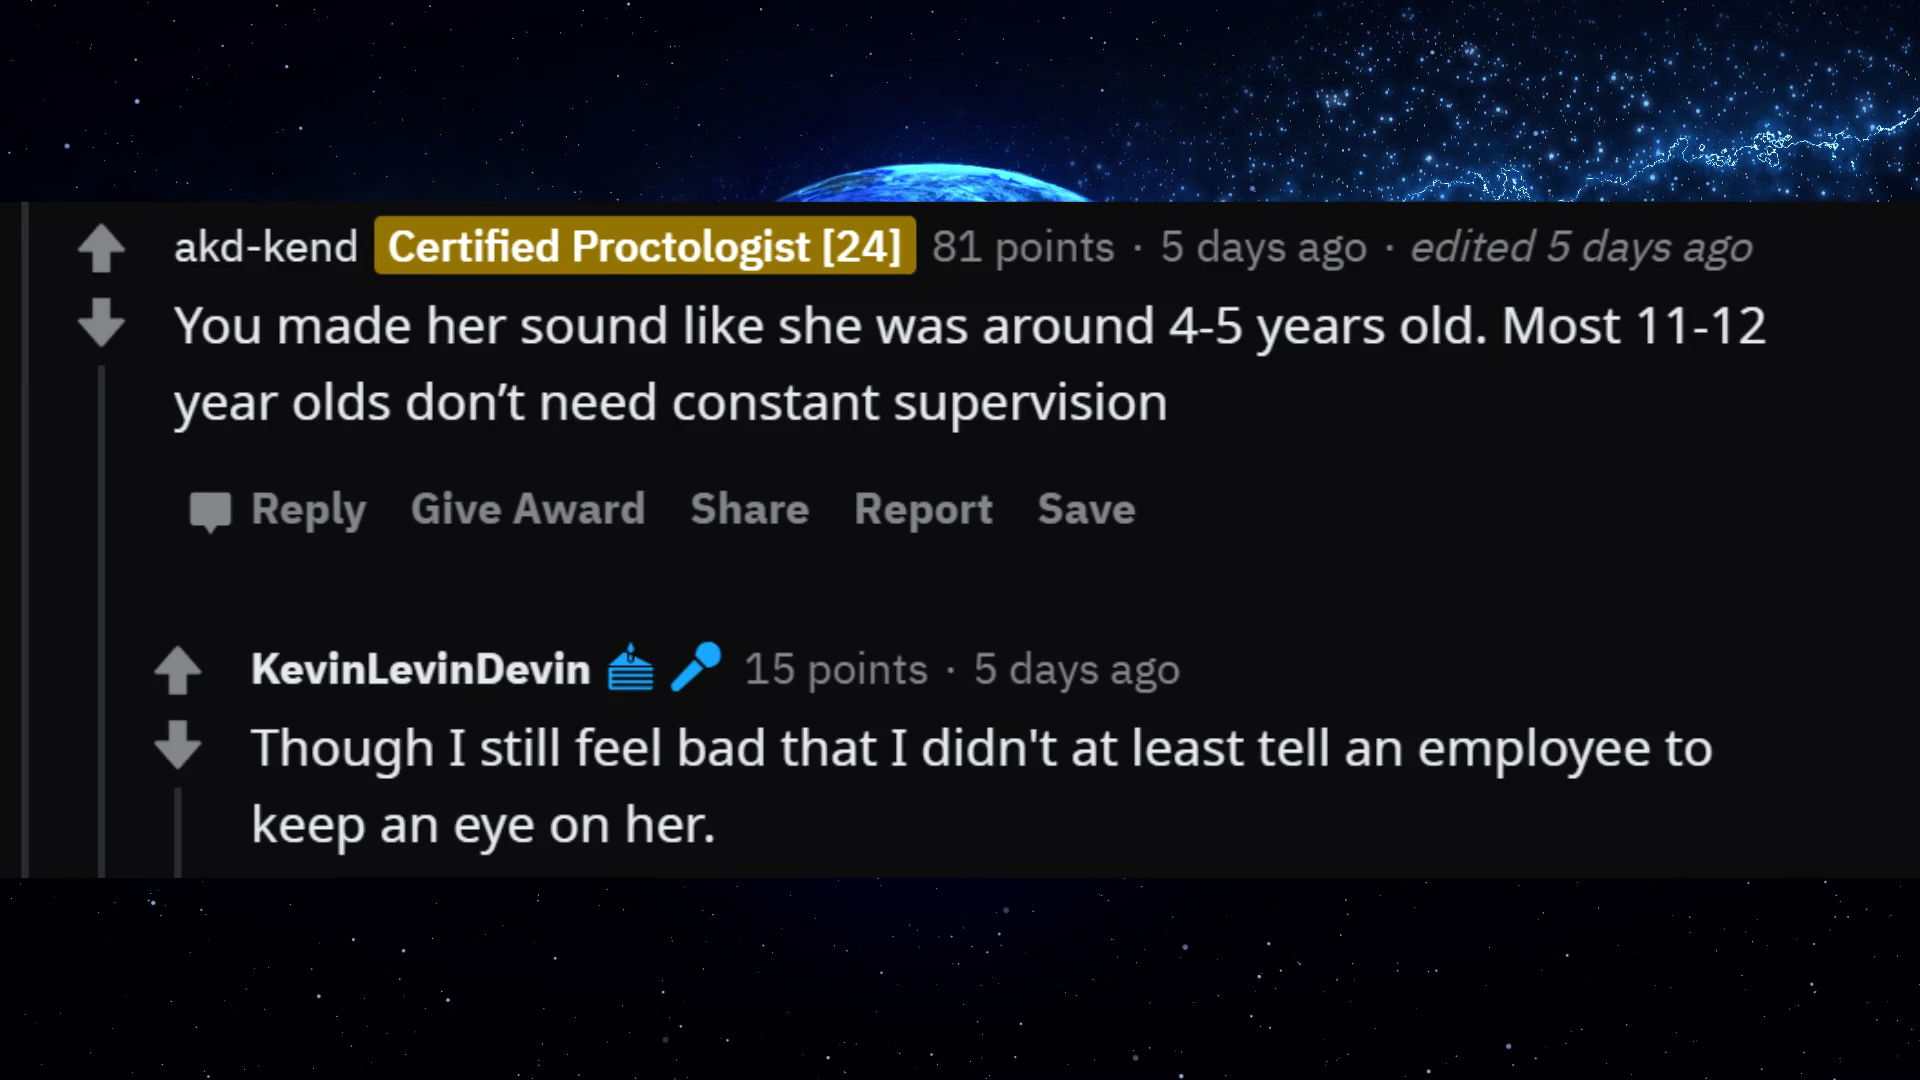 akd-kend Certified Proctologist [24] 81 points · 5 days ago · edited 5 days ago
You made her sound like she was around 4-5 years old. Most 11-12
year olds don’t need constant supervision
Reply Give Award Share Report Save
KevinLevinDevin 15 points · 5 days ago
Though I still feel bad that I didn't at least tell an employee to
keep an eye on her.